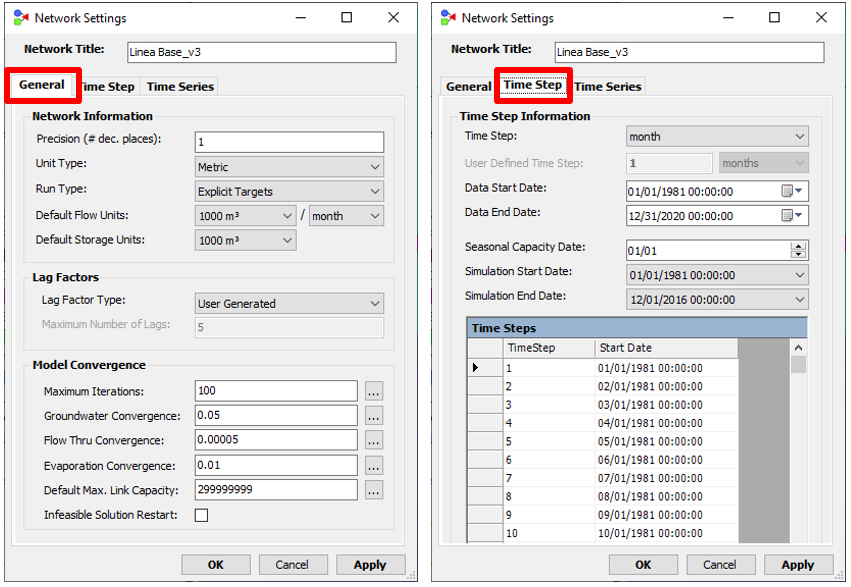 Network Settings
Network Title: Linea Base_v3
General Time Step Time Series
Network Information
Precision (# dec. places): 1
Unit Type: Metric
Run Type: Explicit Targets
Default Flow Units: 1000 m³ / month
Default Storage Units: 1000 m³
Lag Factors
Lag Factor Type: User Generated
Maximum Number of Lags: 5
Model Convergence
Maximum Iterations: 100 ...
Groundwater Convergence: 0.05 ...
Flow Thru Convergence: 0.00005 ...
Evaporation Convergence: 0.01 ...
Default Max. Link Capacity: 299999999 ...
Infeasible Solution Restart:
OK Cancel Apply
Network Settings
Network Title: Linea Base_v3
General Time Step Time Series
Time Step Information
Time Step: month
User Defined Time Step: 1 months
Data Start Date: 01/01/1981 00:00:00
Data End Date: 12/31/2020 00:00:00
Seasonal Capacity Date: 01/01
Simulation Start Date: 01/01/1981 00:00:00
Simulation End Date: 12/01/2016 00:00:00
Time Steps
TimeStep Start Date
1 01/01/1981 00:00:00
2 02/01/1981 00:00:00
3 03/01/1981 00:00:00
4 04/01/1981 00:00:00
5 05/01/1981 00:00:00
6 06/01/1981 00:00:00
7 07/01/1981 00:00:00
8 08/01/1981 00:00:00
9 09/01/1981 00:00:00
10 10/01/1981 00:00:00
OK Cancel Apply